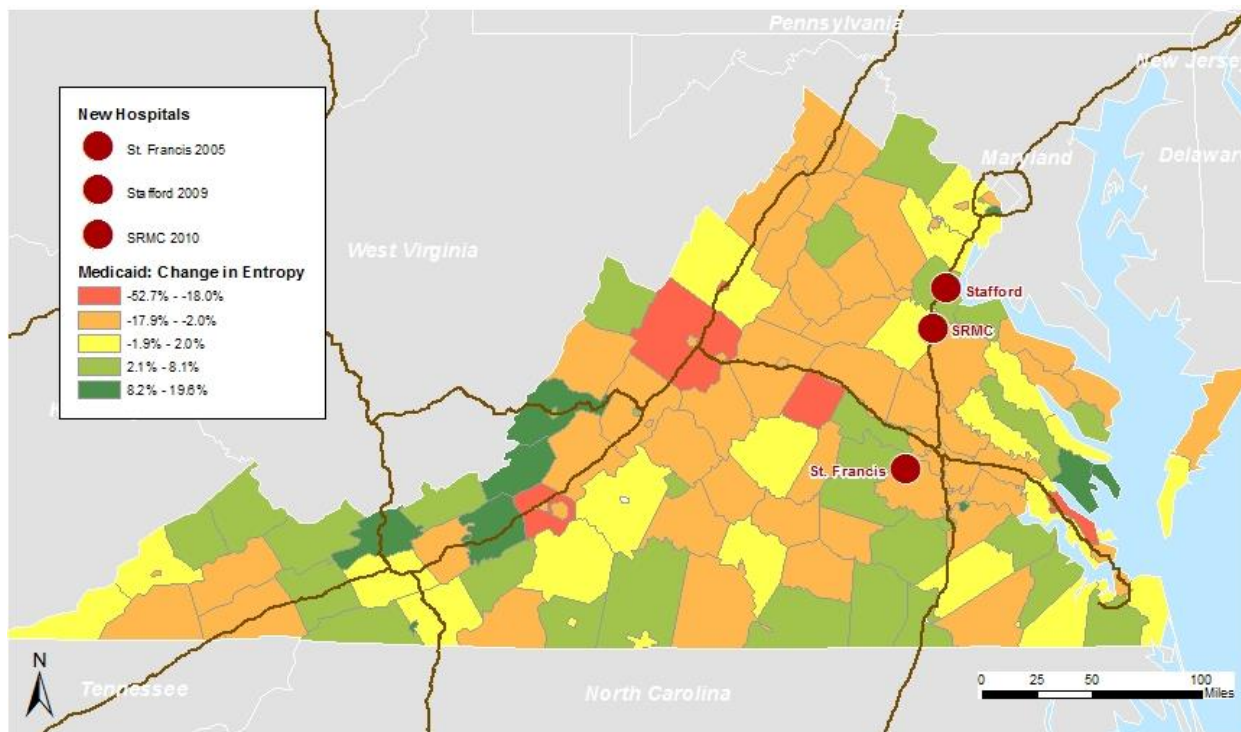 Pennsylvania
New Jersey
Maryland
Delawar
West Virginia
New Hospitals
St. Francis 2005
Stafford 2009
SRMC 2010
Medicaid: Change in Entropy
-52.7% - -18.0%
-17.9% - -2.0%
-1.9% - 2.0%
2.1% - 8.1%
8.2% - 19.6%
Stafford
SRMC
St. Francis
N
Tennessee
North Carolina
0 25 50 100
Miles